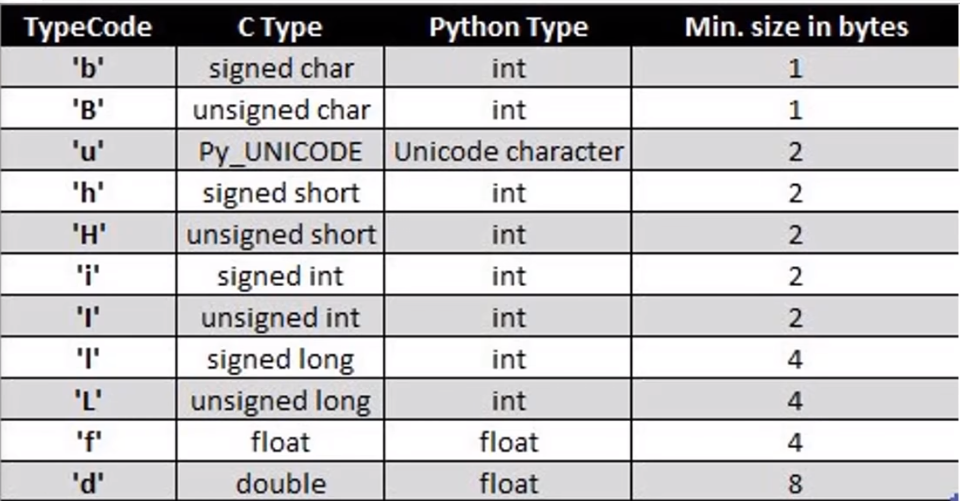 TypeCode C Type Python Type Min. size in bytes
'b' signed char int 1
'B' unsigned char int 1
'u' Py_UNICODE Unicode character 2
'h' signed short int 2
'H' unsigned short int 2
'i' signed int int 2
'I' unsigned int int 2
'l' signed long int 4
'L' unsigned long int 4
'f' float float 4
'd' double float 8